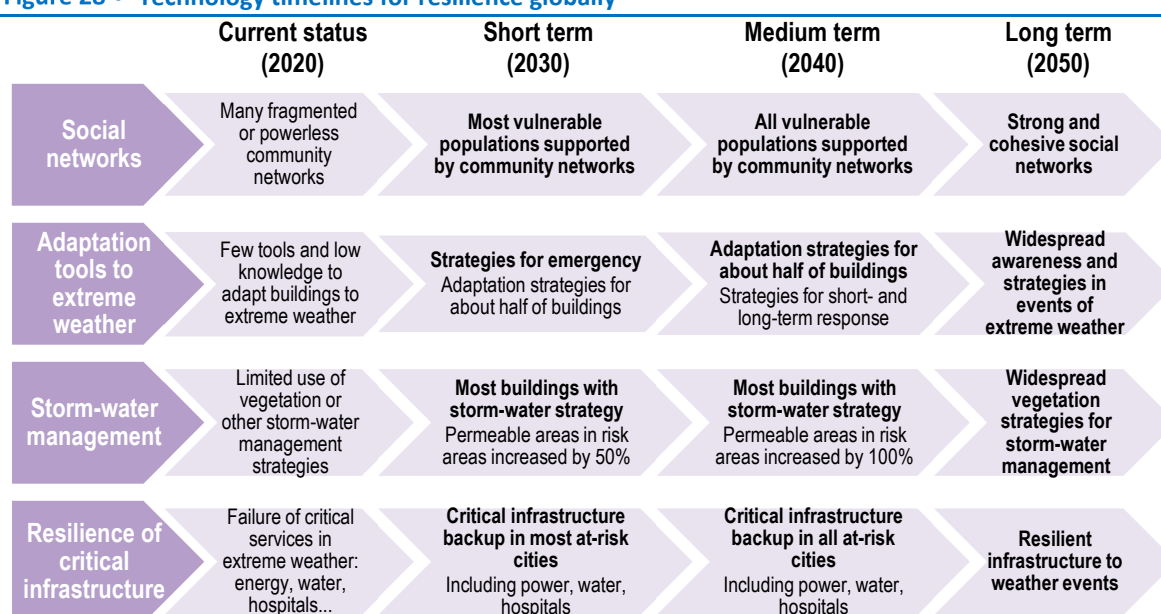 Figure 28 • Technology timelines for resilience globally
Current status
(2020)
Short term
(2030)
Medium term
(2040)
Long term
(2050)
Social
networks
Many fragmented
or powerless
community
networks
Most vulnerable
populations supported
by community networks
All vulnerable
populations supported
by community networks
Strong and
cohesive social
networks
Adaptation
tools to
extreme
weather
Few tools and low
knowledge to
adapt buildings to
extreme weather
Strategies for emergency
Adaptation strategies for
about half of buildings
Adaptation strategies for
about half of buildings
Strategies for short- and
long-term response
Widespread
awareness and
strategies in
events of
extreme weather
Storm-water
management
Limited use of
vegetation or
other storm-water
management
strategies
Most buildings with
storm-water strategy
Permeable areas in risk
areas increased by 50%
Most buildings with
storm-water strategy
Permeable areas in risk
areas increased by 100%
Widespread
vegetation
strategies for
storm-water
management
Resilience of
critical
infrastructure
Failure of critical
services in
extreme weather:
energy, water,
hospitals...
Critical infrastructure
backup in most at-risk
cities
Including power, water,
hospitals
Critical infrastructure
backup in all at-risk
cities
Including power, water,
hospitals
Resilient
infrastructure to
weather events